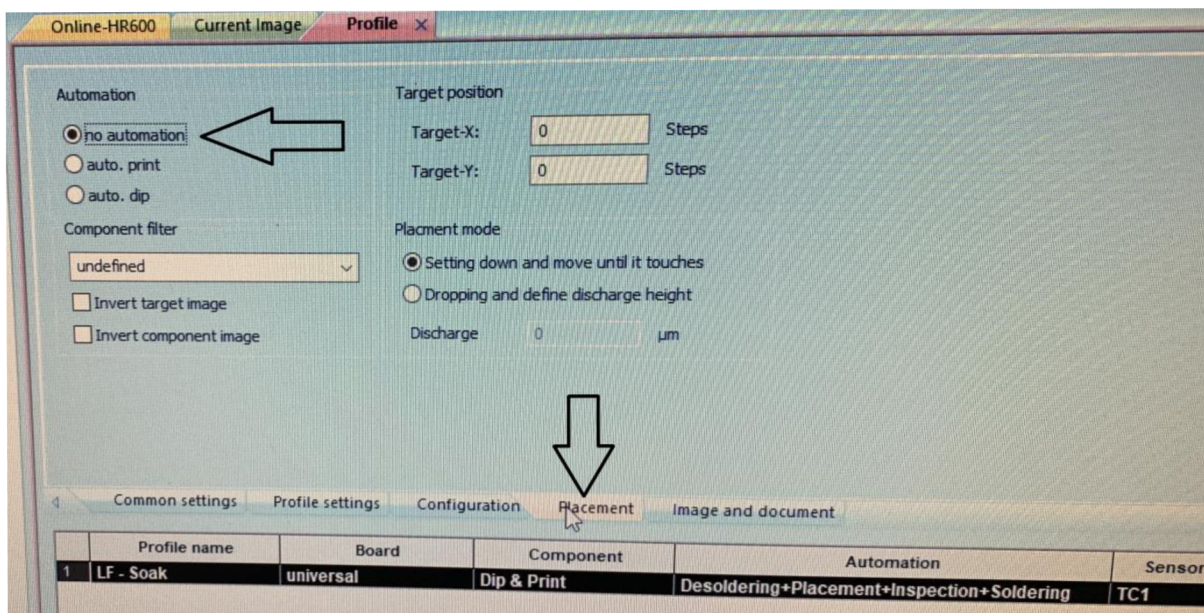 Online-HR600 Current Image Profile X
Automation
no automation
auto. print
auto. dip
Component filter
undefined
Invert target image
Invert component image
Target position
Target-X: 0 Steps
Target-Y: 0 Steps
Placment mode
Setting down and move until it touches
Dropping and define discharge height
Discharge 0 µm
Common settings Profile settings Configuration Placement Image and document
Profile name Board Component Automation Sensor
1 LF - Soak universal Dip & Print Desoldering+Placement+Inspection+Soldering TC1